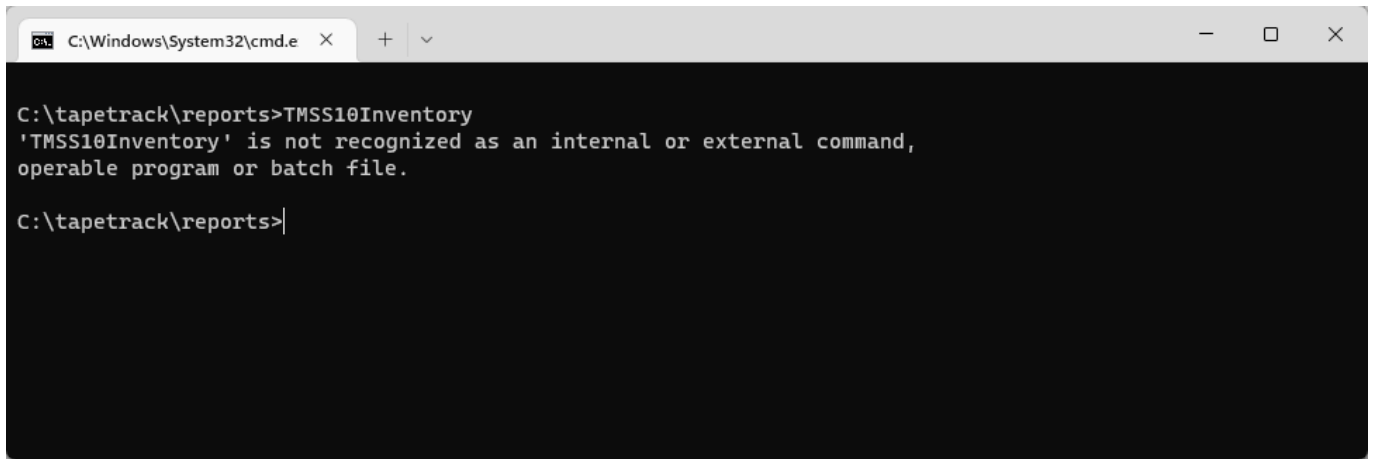 C:\Windows\System32\cmd.e
C:\tapetrack\reports>TMSS10Inventory
'TMSS10Inventory' is not recognized as an internal or external command,
operable program or batch file.
C:\tapetrack\reports>